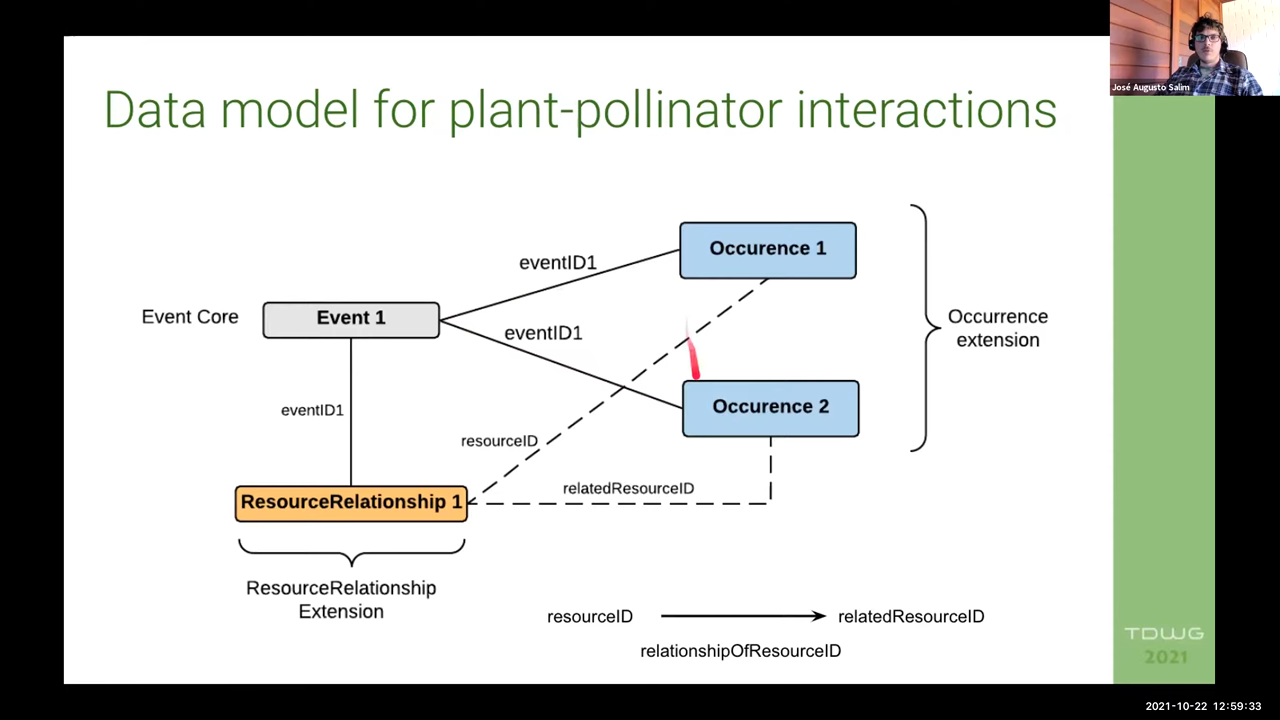 José Augusto Salim
Data model for plant-pollinator interactions
Occurence 1
eventID1
Event Core
Event 1
eventID1
Occurrence
extension
eventID1
Occurence 2
resourceID
relatedResourceID
ResourceRelationship 1
ResourceRelationship
Extension
resourceID
relatedResourceID
relationshipOfResourceID
TDWG
2021
2021-10-22 12:59:33